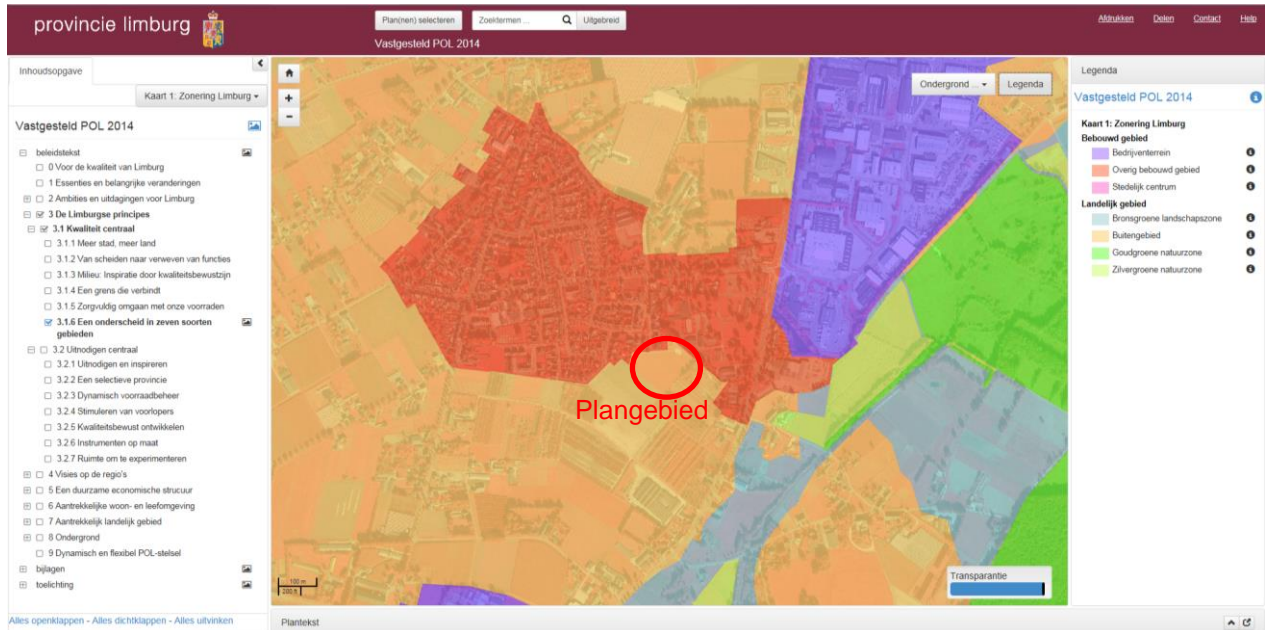 provincie limburg
Plan(nen) selecteren
Zoektermen ...
Uitgebreid
Vastgesteld POL 2014
Afdrukken
Delen
Contact
Help
Inhoudsopgave
Kaart 1: Zonering Limburg
Vastgesteld POL 2014
beleidstekst
0 Voor de kwaliteit van Limburg
1 Essenties en belangrijke veranderingen
2 Ambities en uitdagingen voor Limburg
3 De Limburgse principes
3.1 Kwaliteit centraal
3.1.1 Meer stad, meer land
3.1.2 Van scheiden naar verweven van functies
3.1.3 Milieu: Inspiratie door kwaliteitsbewustzijn
3.1.4 Een grens die verbindt
3.1.5 Zorgvuldig omgaan met onze voorraden
3.1.6 Een onderscheid in zeven soorten
gebieden
3.2 Uitnodigen centraal
3.2.1 Uitnodigen en inspireren
3.2.2 Een selectieve provincie
3.2.3 Dynamisch voorraadbeheer
3.2.4 Stimuleren van voorlopers
3.2.5 Kwaliteitsbewust ontwikkelen
3.2.6 Instrumenten op maat
3.2.7 Ruimte om te experimenteren
4 Visies op de regio's
5 Een duurzame economische strucuur
6 Aantrekkelijke woon- en leefomgeving
7 Aantrekkelijk landelijk gebied
8 Ondergrond
9 Dynamisch en flexibel POL-stelsel
bijlagen
toelichting
Alles openklappen - Alles dichtklappen - Alles uitvinken
+
-
Ondergrond ...
Legenda
Plangebied
100 m
200 ft
Transparantie
Plantekst
Legenda
Vastgesteld POL 2014
Kaart 1: Zonering Limburg
Bebouwd gebied
Bedrijventerrein
Overig bebouwd gebied
Stedelijk centrum
Landelijk gebied
Bronsgroene landschapszone
Buitengebied
Goudgroene natuurzone
Zilvergroene natuurzone